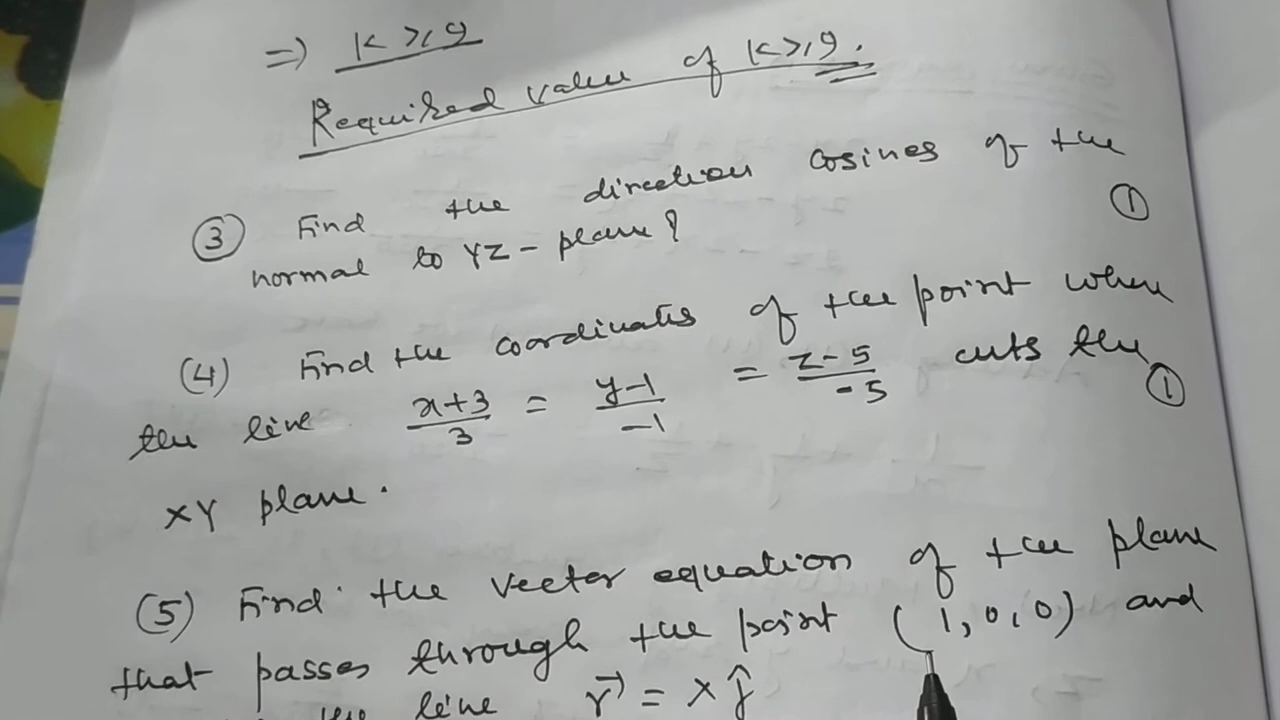 => K ⩾ 9
Required value of K ⩾ 9.
③ Find the direction cosines of the
normal to YZ - plane ? ①
(4) Find the coordinates of the point where
the line x+3/3 = y-1/-1 = z-5/-5 cuts the ①
XY plane.
(5) Find the vector equation of the plane
that passes through the point (1,0,0) and
the line r⃗ = x ĵ